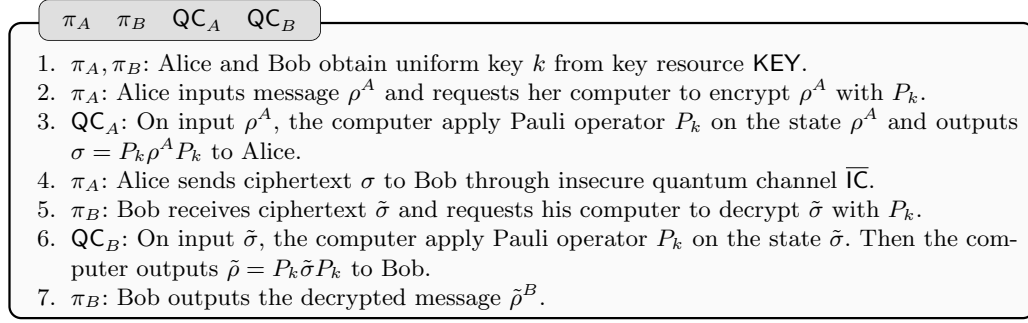 π_A π_B QC_A QC_B
1. π_A, π_B: Alice and Bob obtain uniform key k from key resource KEY.
2. π_A: Alice inputs message ρ^A and requests her computer to encrypt ρ^A with P_k.
3. QC_A: On input ρ^A, the computer apply Pauli operator P_k on the state ρ^A and outputs
σ = P_kρ^AP_k to Alice.
4. π_A: Alice sends ciphertext σ to Bob through insecure quantum channel \overline{IC}.
5. π_B: Bob receives ciphertext σ̃ and requests his computer to decrypt σ̃ with P_k.
6. QC_B: On input σ̃, the computer apply Pauli operator P_k on the state σ̃. Then the com-
puter outputs ρ̃ = P_kσ̃P_k to Bob.
7. π_B: Bob outputs the decrypted message ρ̃^B.